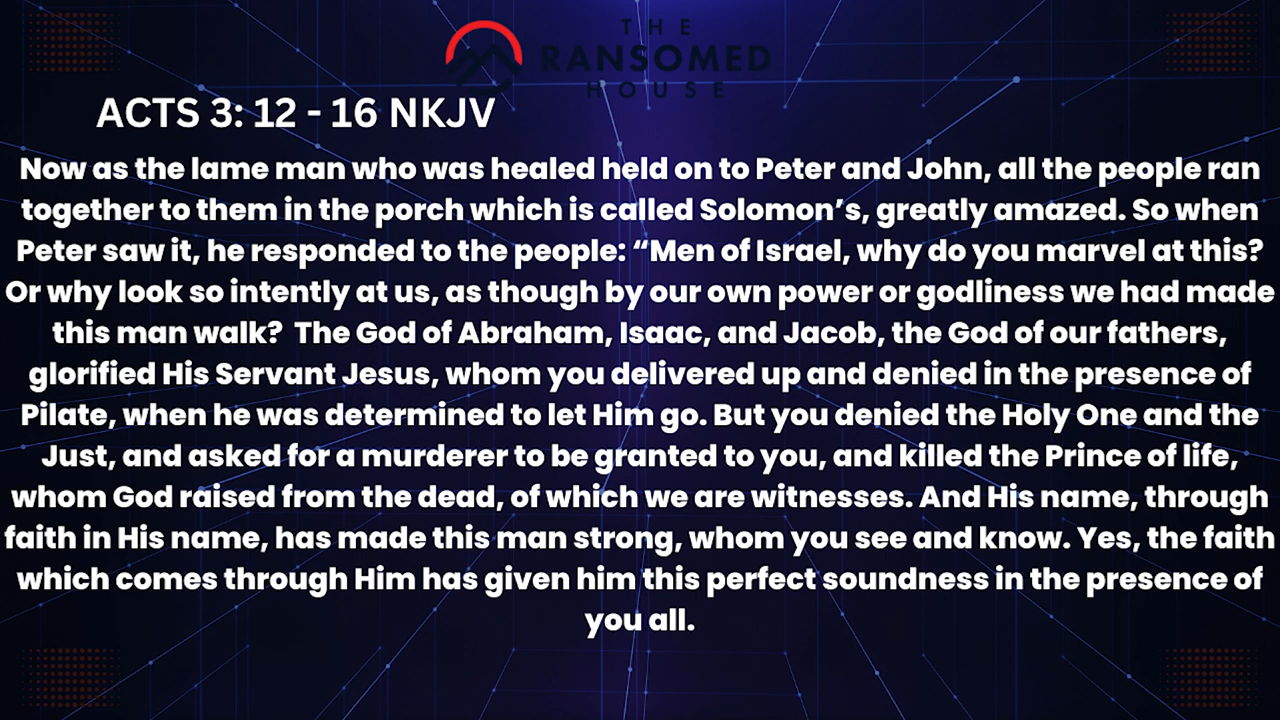 THE
RANSOMED
HOUSE
ACTS 3: 12 - 16 NKJV
Now as the lame man who was healed held on to Peter and John, all the people ran
together to them in the porch which is called Solomon’s, greatly amazed. So when
Peter saw it, he responded to the people: “Men of Israel, why do you marvel at this?
Or why look so intently at us, as though by our own power or godliness we had made
this man walk? The God of Abraham, Isaac, and Jacob, the God of our fathers,
glorified His Servant Jesus, whom you delivered up and denied in the presence of
Pilate, when he was determined to let Him go. But you denied the Holy One and the
Just, and asked for a murderer to be granted to you, and killed the Prince of life,
whom God raised from the dead, of which we are witnesses. And His name, through
faith in His name, has made this man strong, whom you see and know. Yes, the faith
which comes through Him has given him this perfect soundness in the presence of
you all.